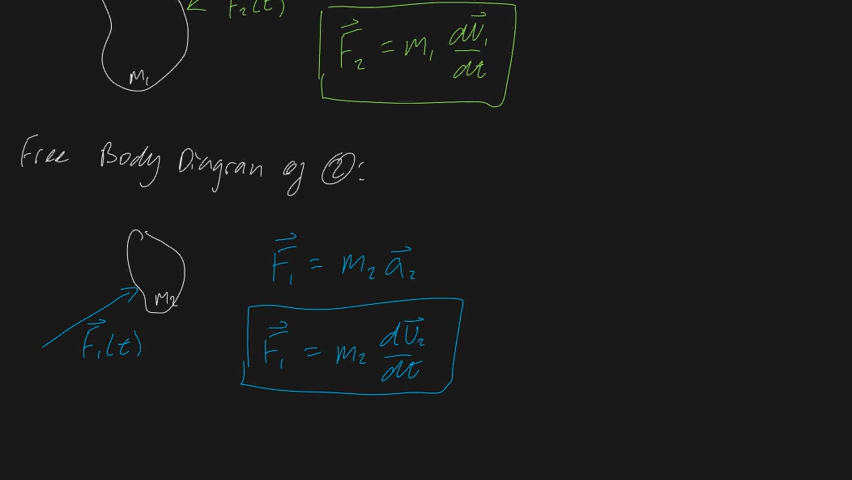 F₂(t)
m₁
F⃗₂ = m₁ dv⃗₁/dt
Free Body Diagram of ②:
m₂
F⃗₁(t)
F⃗₁ = m₂ a⃗₂
F⃗₁ = m₂ dv⃗₂/dt